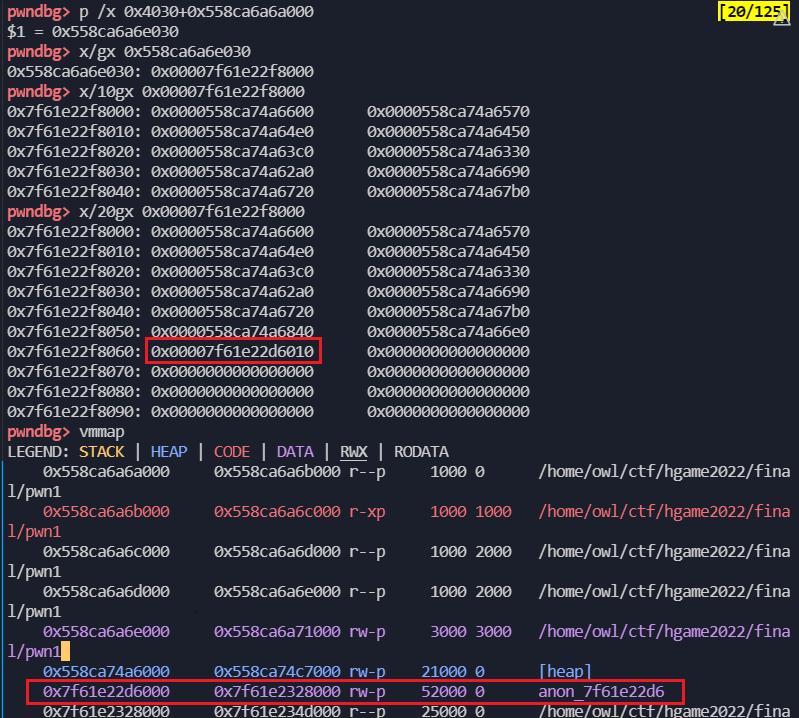 pwndbg> p /x 0x4030+0x558ca6a6a000 [20/125]
$1 = 0x558ca6a6e030
pwndbg> x/gx 0x558ca6a6e030
0x558ca6a6e030: 0x00007f61e22f8000
pwndbg> x/10gx 0x00007f61e22f8000
0x7f61e22f8000: 0x0000558ca74a6600 0x0000558ca74a6570
0x7f61e22f8010: 0x0000558ca74a64e0 0x0000558ca74a6450
0x7f61e22f8020: 0x0000558ca74a63c0 0x0000558ca74a6330
0x7f61e22f8030: 0x0000558ca74a62a0 0x0000558ca74a6690
0x7f61e22f8040: 0x0000558ca74a6720 0x0000558ca74a67b0
pwndbg> x/20gx 0x00007f61e22f8000
0x7f61e22f8000: 0x0000558ca74a6600 0x0000558ca74a6570
0x7f61e22f8010: 0x0000558ca74a64e0 0x0000558ca74a6450
0x7f61e22f8020: 0x0000558ca74a63c0 0x0000558ca74a6330
0x7f61e22f8030: 0x0000558ca74a62a0 0x0000558ca74a6690
0x7f61e22f8040: 0x0000558ca74a6720 0x0000558ca74a67b0
0x7f61e22f8050: 0x0000558ca74a6840 0x0000558ca74a66e0
0x7f61e22f8060: 0x00007f61e22d6010 0x0000000000000000
0x7f61e22f8070: 0x0000000000000000 0x0000000000000000
0x7f61e22f8080: 0x0000000000000000 0x0000000000000000
0x7f61e22f8090: 0x0000000000000000 0x0000000000000000
pwndbg> vmmap
LEGEND: STACK | HEAP | CODE | DATA | RWX | RODATA
0x558ca6a6a000 0x558ca6a6b000 r--p 1000 0 /home/owl/ctf/hgame2022/fina
l/pwn1
0x558ca6a6b000 0x558ca6a6c000 r-xp 1000 1000 /home/owl/ctf/hgame2022/fina
l/pwn1
0x558ca6a6c000 0x558ca6a6d000 r--p 1000 2000 /home/owl/ctf/hgame2022/fina
l/pwn1
0x558ca6a6d000 0x558ca6a6e000 r--p 1000 2000 /home/owl/ctf/hgame2022/fina
l/pwn1
0x558ca6a6e000 0x558ca6a71000 rw-p 3000 3000 /home/owl/ctf/hgame2022/fina
l/pwn1
0x558ca74a6000 0x558ca74c7000 rw-p 21000 0 [heap]
0x7f61e22d6000 0x7f61e2328000 rw-p 52000 0 anon_7f61e22d6
0x7f61e2328000 0x7f61e234d000 r--p 25000 0 /home/owl/ctf/hgame2022/fina